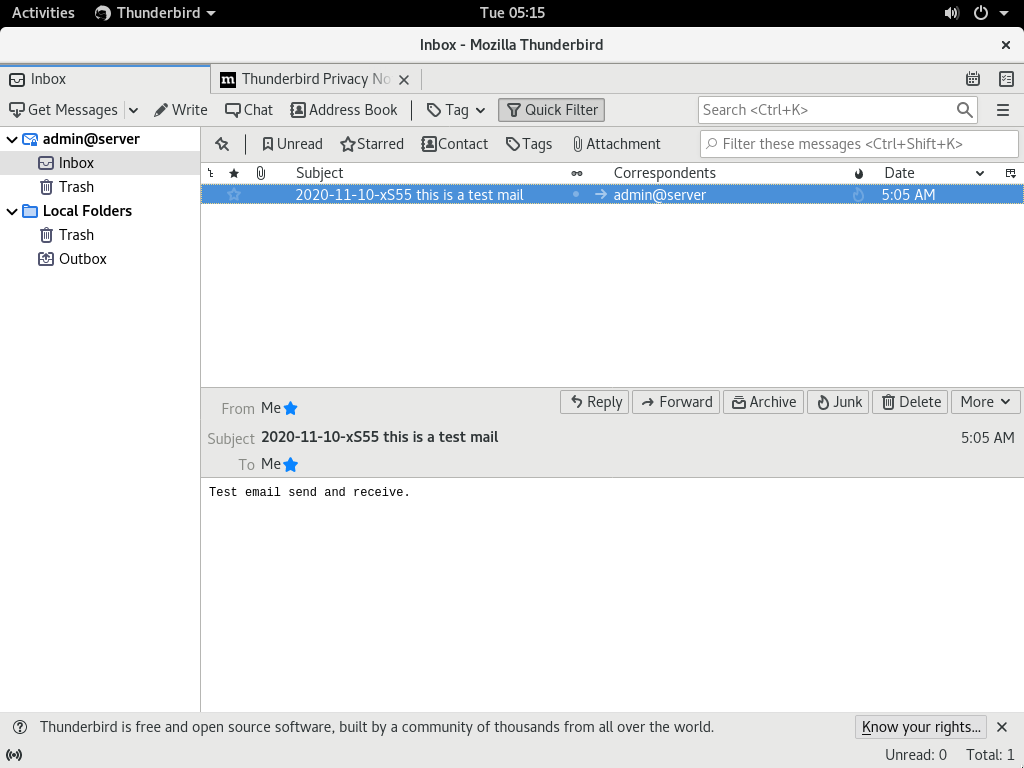 Activities Thunderbird Tue 05:15
Inbox - Mozilla Thunderbird
Inbox Thunderbird Privacy No
Get Messages Write Chat Address Book Tag Quick Filter Search <Ctrl+K>
admin@server
Inbox
Trash
Local Folders
Trash
Outbox
Unread Starred Contact Tags Attachment Filter these messages <Ctrl+Shift+K>
Subject Correspondents Date
2020-11-10-xS55 this is a test mail admin@server 5:05 AM
From Me Reply Forward Archive Junk Delete More
Subject 2020-11-10-xS55 this is a test mail 5:05 AM
To Me
Test email send and receive.
Thunderbird is free and open source software, built by a community of thousands from all over the world. Know your rights...
Unread: 0 Total: 1